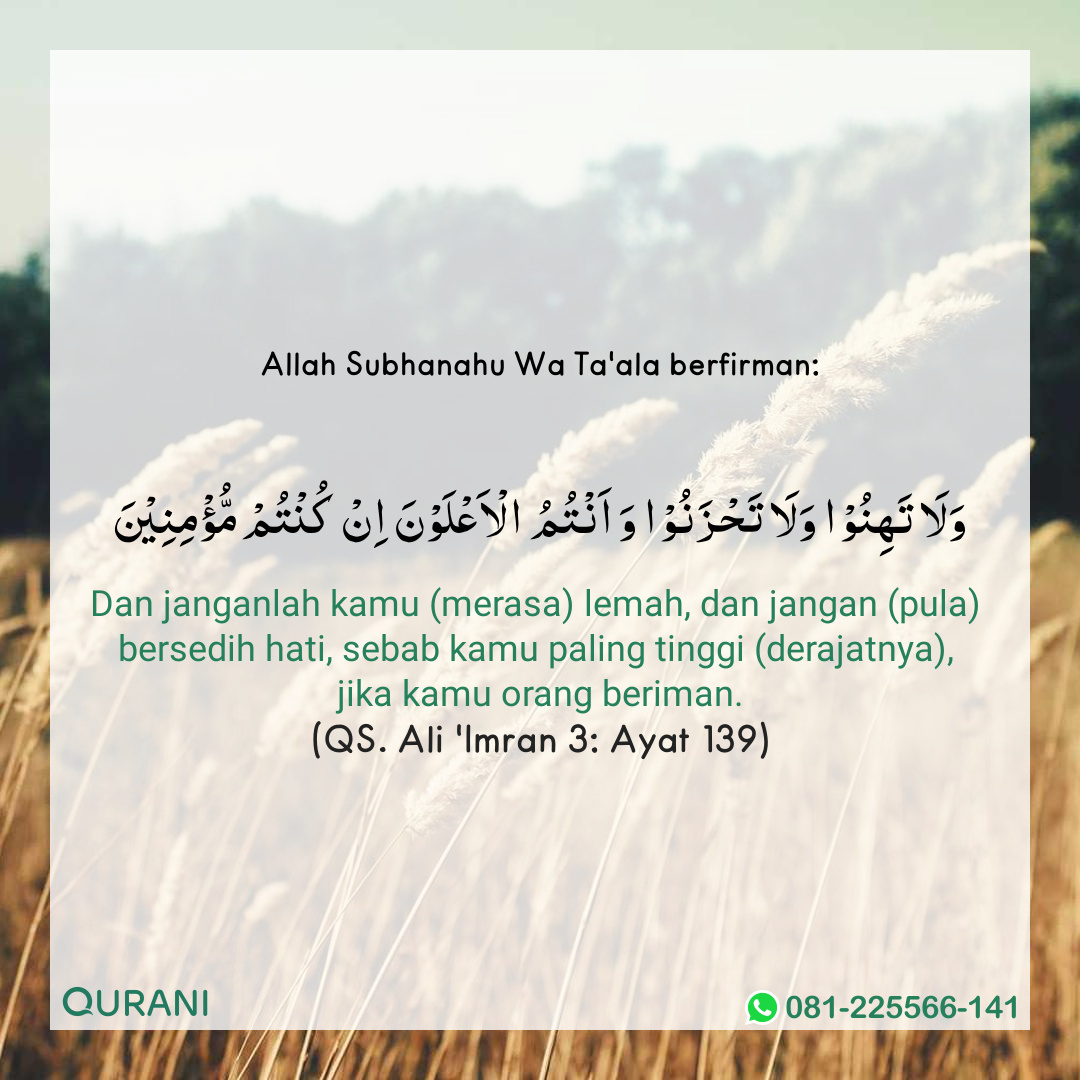 Allah Subhanahu Wa Ta'ala berfirman:
وَلَا تَهِنُوْا وَلَا تَحْزَنُوْا وَ اَنْتُمُ الْاَعْلَوْنَ اِنْ كُنْتُمْ مُّؤْمِنِيْنَ
Dan janganlah kamu (merasa) lemah, dan jangan (pula)
bersedih hati, sebab kamu paling tinggi (derajatnya),
jika kamu orang beriman.
(QS. Ali 'Imran 3: Ayat 139)
QURANI
081-225566-141